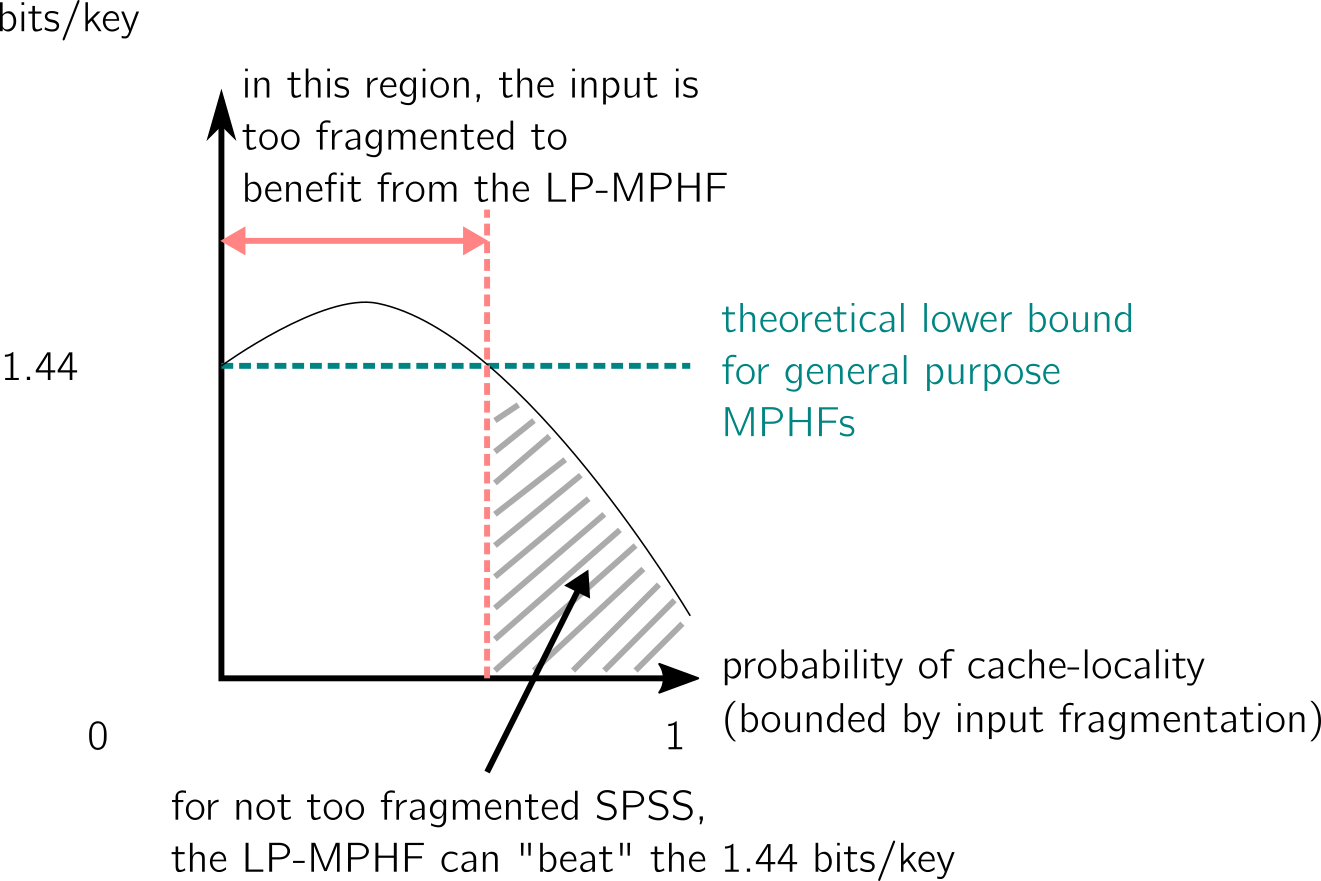 bits/key
in this region, the input is
too fragmented to
benefit from the LP-MPHF
theoretical lower bound
for general purpose
MPHFs
1.44
probability of cache-locality
(bounded by input fragmentation)
0
1
for not too fragmented SPSS,
the LP-MPHF can "beat" the 1.44 bits/key